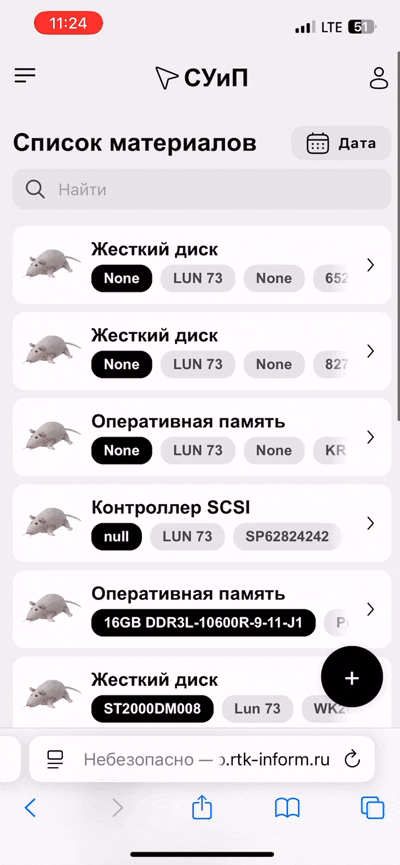 11:24
LTE 51
СУиП
Список материалов
Дата
Найти
Жесткий диск
None LUN 73 None 652
Жесткий диск
None LUN 73 None 827
Оперативная память
None LUN 73 None KR
Контроллер SCSI
null LUN 73 SP62824242
Оперативная память
16GB DDR3L-10600R-9-11-J1
Жесткий диск
ST2000DM008 Lun 73 WK2
+
Небезопасно — o.rtk-inform.ru